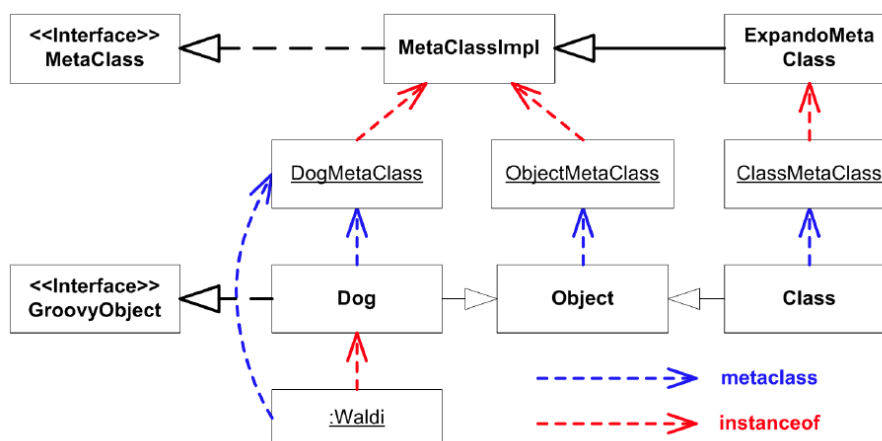 <<Interface>>
MetaClass
MetaClassImpl
ExpandoMeta
Class
DogMetaClass
ObjectMetaClass
ClassMetaClass
<<Interface>>
GroovyObject
Dog
Object
Class
:Waldi
metaclass
instanceof